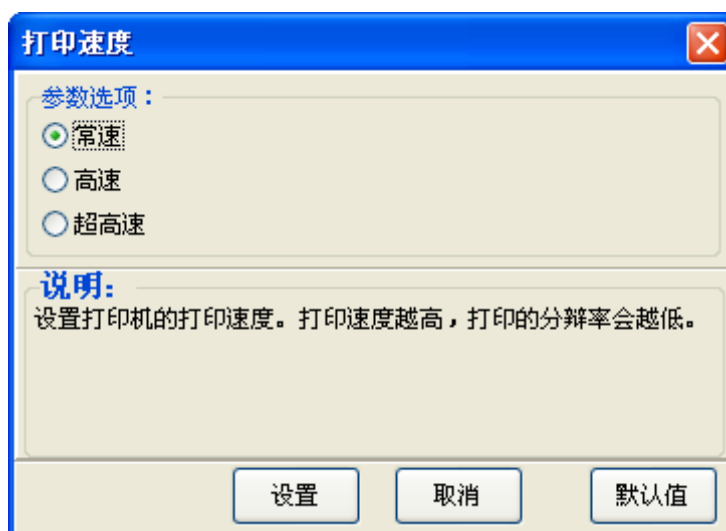 打印速度
参数选项：
常速
高速
超高速
说明:
设置打印机的打印速度。打印速度越高，打印的分辩率会越低。
设置
取消
默认值